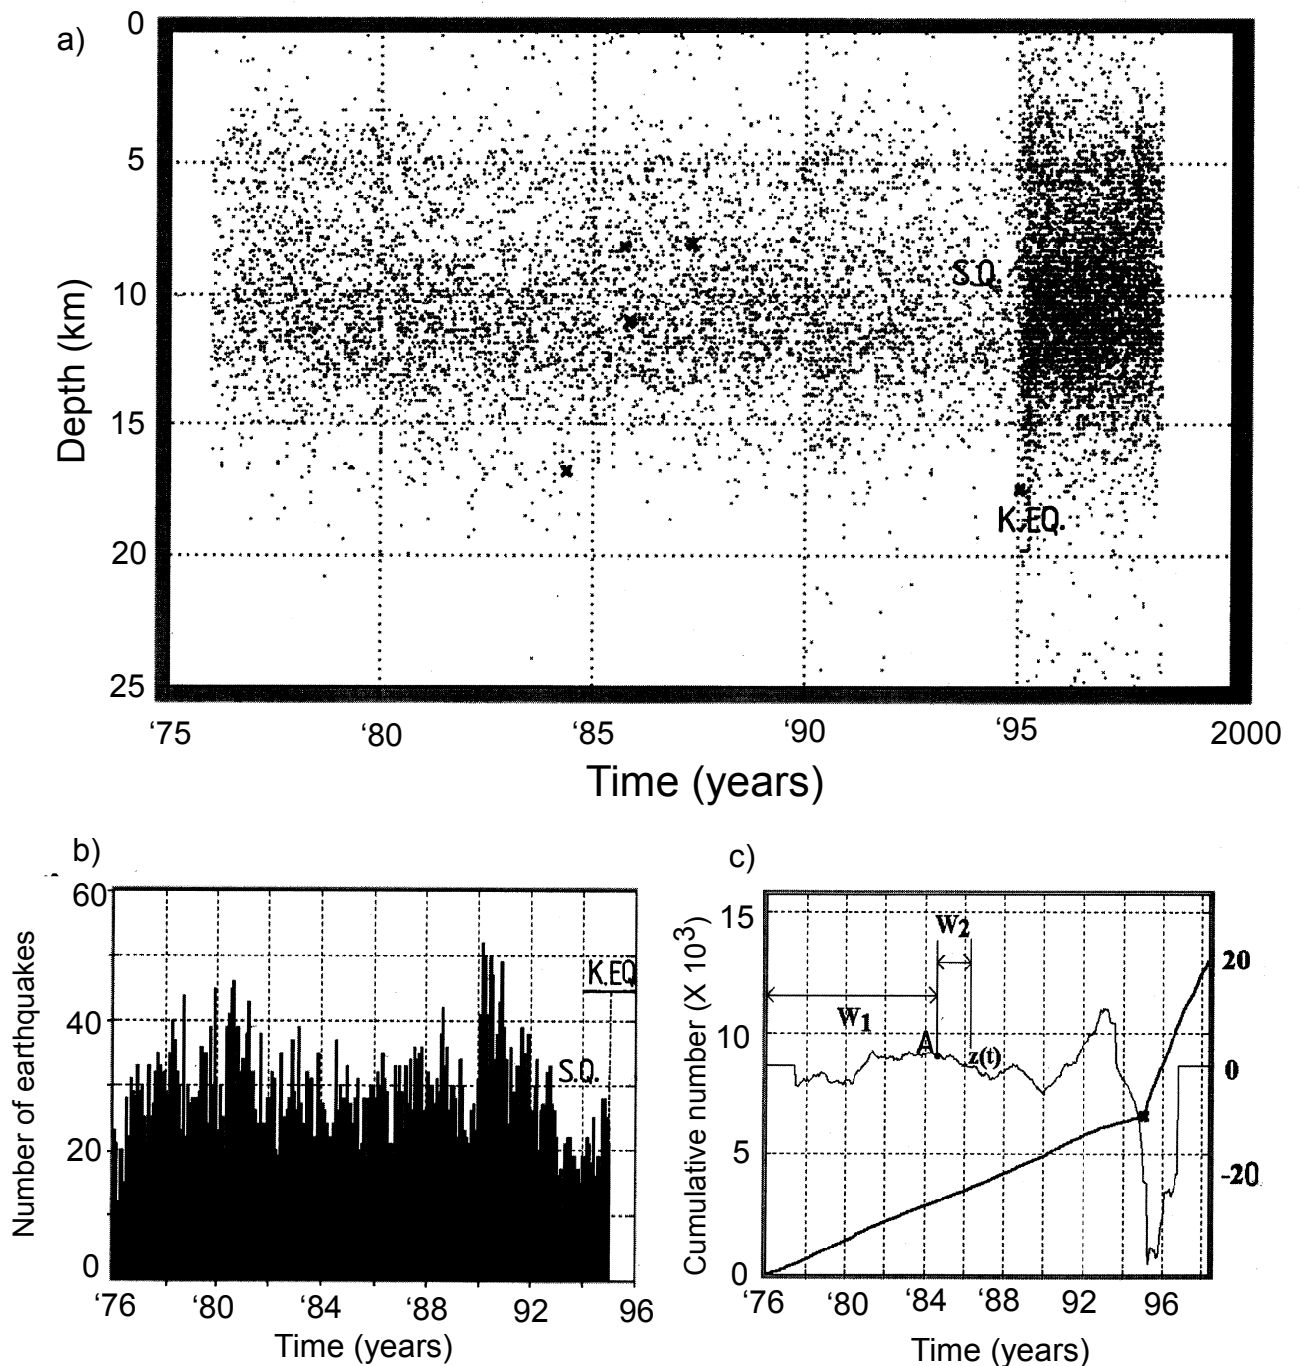 a)
0
5
10
15
20
25
Depth (km)
S.Q.
K.EQ.
‘75 ‘80 ‘85 ‘90 ‘95 2000
Time (years)
b)
60
40
20
0
Number of earthquakes
K.EQ
S.Q.
‘76 ‘80 ‘84 ‘88 92 96
Time (years)
c)
15
10
5
0
Cumulative number (X 10³)
W₂
W₁
A
z(t)
20
0
-20
‘76 ‘80 ‘84 ‘88 92 96
Time (years)